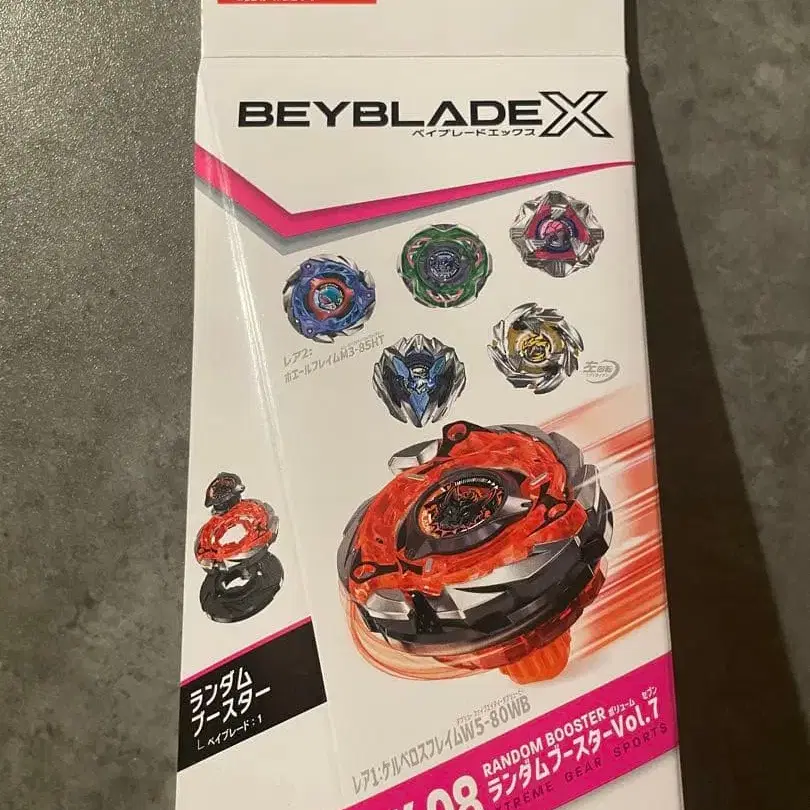 BEYBLADE X
ベイブレードエックス
レア2:
ホエールフレイムM3-85HT
左回転
ランダム
ブースター
ベイブレード:1
レア1:ケルベロスフレイムW5-80WB
08
RANDOM BOOSTER ボリューム セブン
ランダムブースターVol.7
XTREME GEAR SPORTS